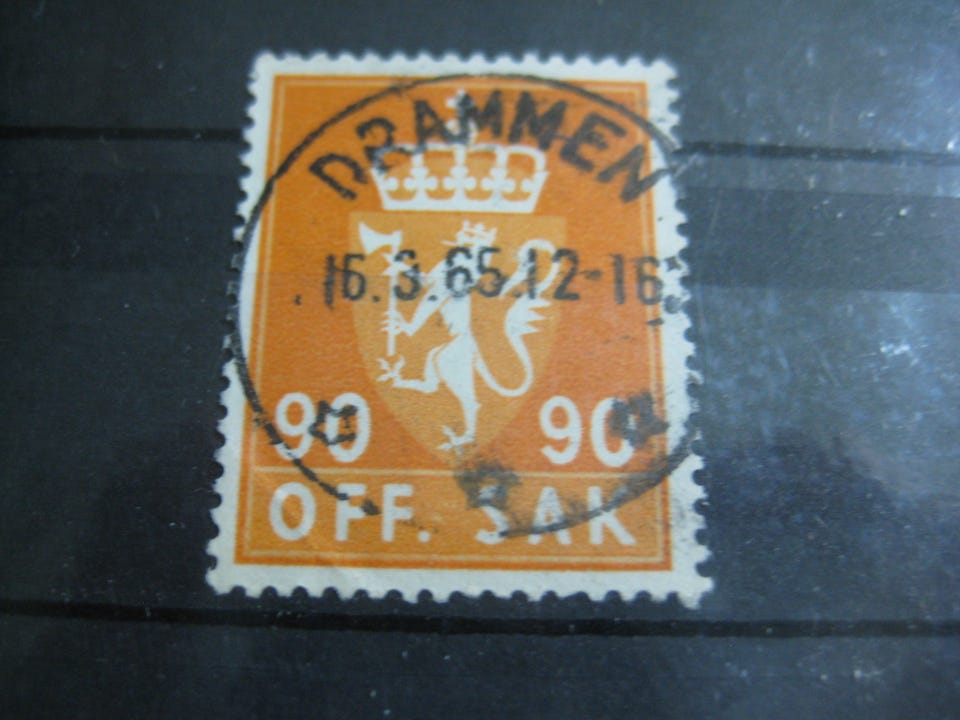 DRAMMEN
16.3.65.12-16
90 90
OFF. SAK